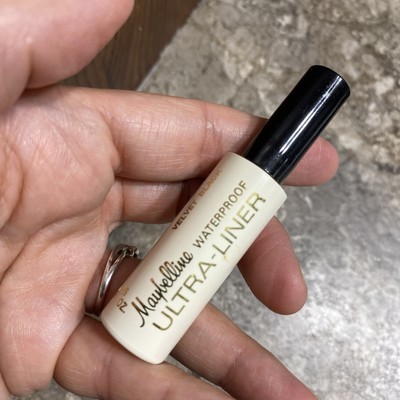 VELVET BLACK
Maybelline WATERPROOF
ULTRA-LINER